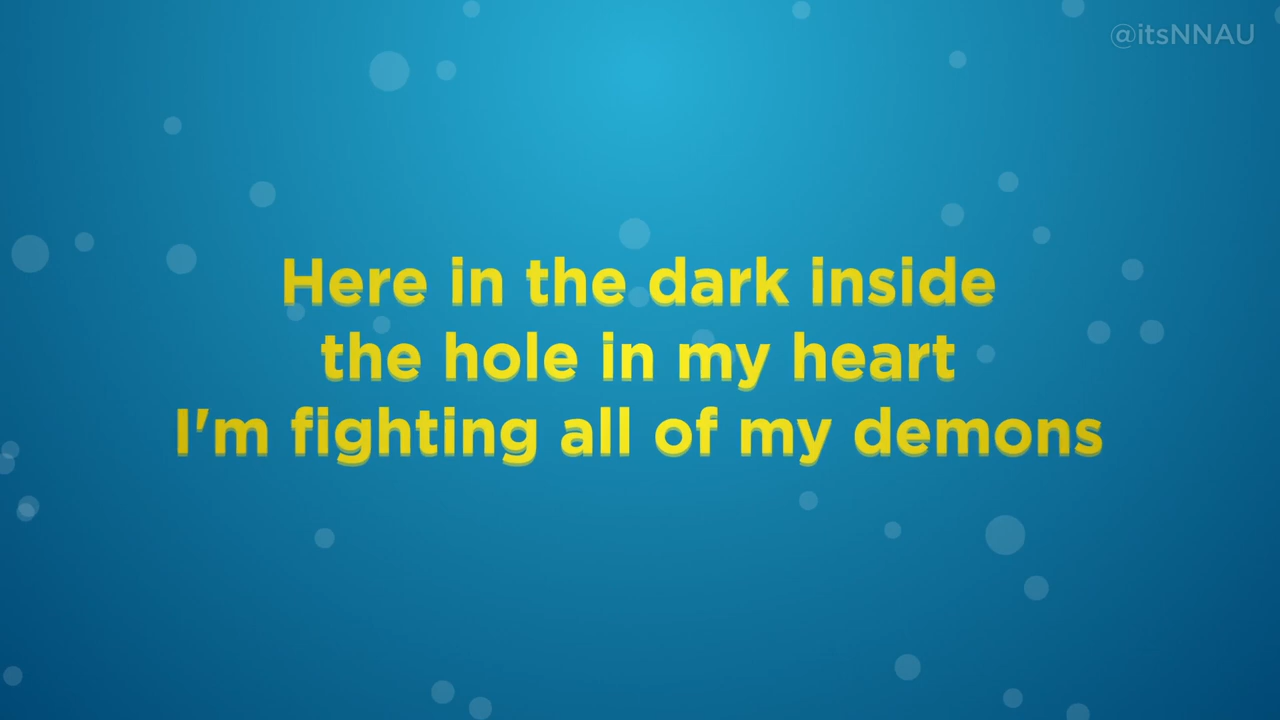 @itsNNAU
Here in the dark inside
the hole in my heart
I'm fighting all of my demons